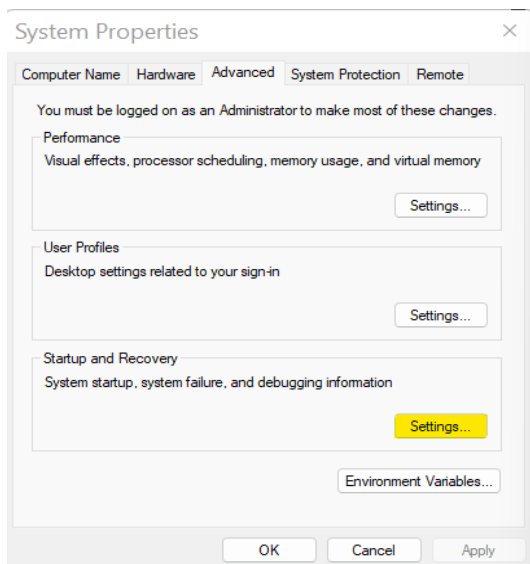 System Properties
Computer Name Hardware Advanced System Protection Remote
You must be logged on as an Administrator to make most of these changes.
Performance
Visual effects, processor scheduling, memory usage, and virtual memory
Settings...
User Profiles
Desktop settings related to your sign-in
Settings...
Startup and Recovery
System startup, system failure, and debugging information
Settings...
Environment Variables...
OK Cancel Apply